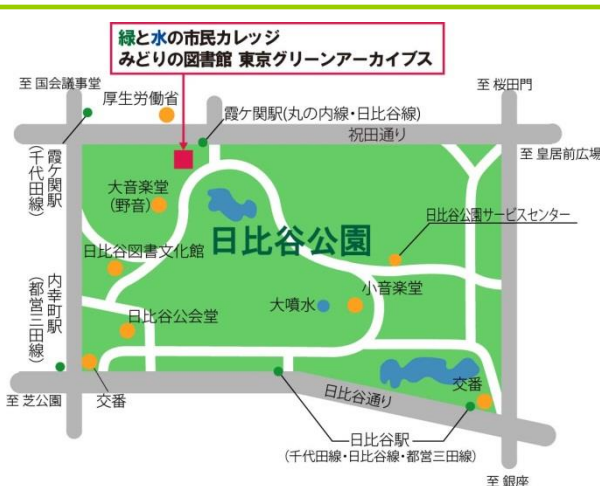 緑と水の市民カレッジ
みどりの図書館 東京グリーンアーカイブス
至 国会議事堂
厚生労働省
霞ケ関駅(丸の内線・日比谷線)
至 桜田門
祝田通り
至 皇居前広場
霞ケ関駅
(千代田線)
大音楽堂
(野音)
日比谷公園
日比谷公園サービスセンター
日比谷図書文化館
内幸町駅
(都営三田線)
大噴水
小音楽堂
日比谷公会堂
交番
至 芝公園
交番
日比谷通り
日比谷駅
(千代田線・日比谷線・都営三田線)
至 銀座